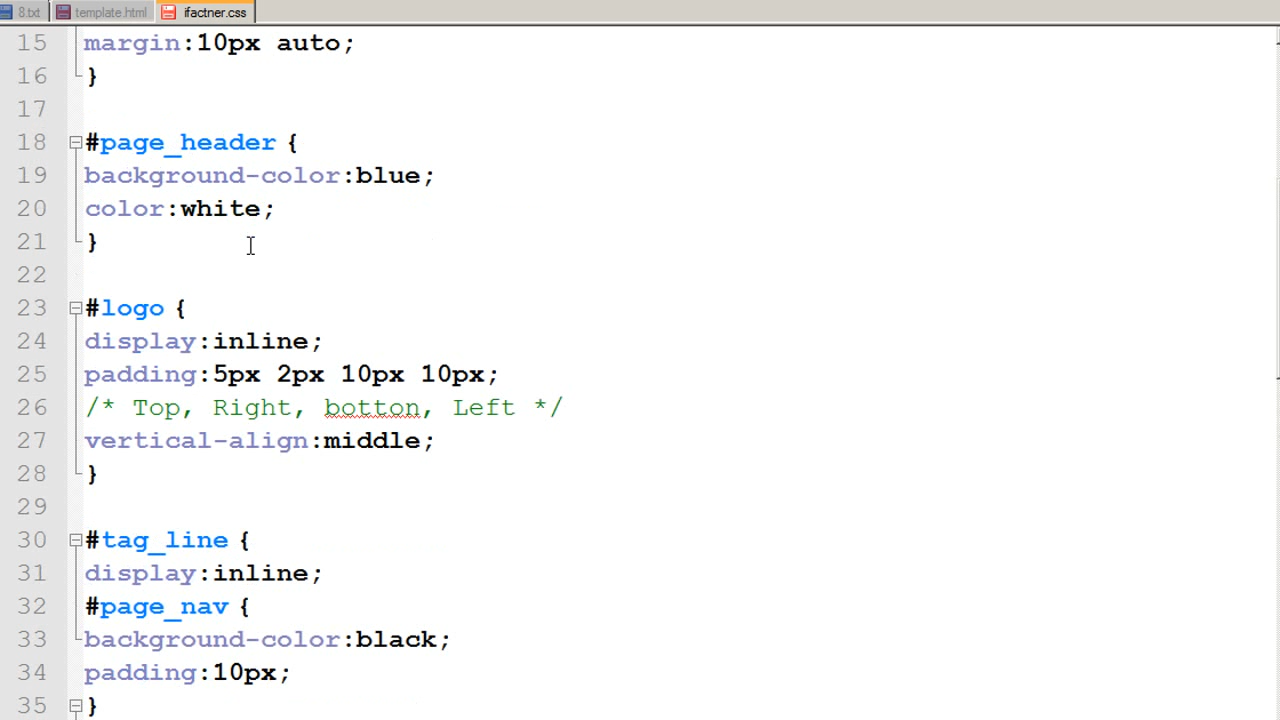 8.txt template.html ifactner.css
15 margin:10px auto;
16 }
17
18 #page_header {
19 background-color:blue;
20 color:white;
21 }
22
23 #logo {
24 display:inline;
25 padding:5px 2px 10px 10px;
26 /* Top, Right, botton, Left */
27 vertical-align:middle;
28 }
29
30 #tag_line {
31 display:inline;
32 #page_nav {
33 background-color:black;
34 padding:10px;
35 }